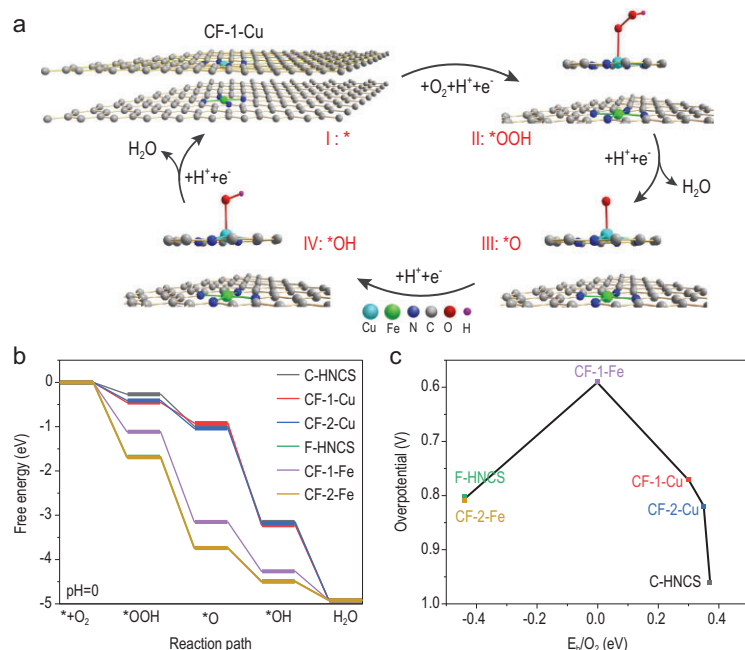 a
CF-1-Cu
+O₂+H⁺+e⁻
I : *
II: *OOH
H₂O
+H⁺+e⁻
+H⁺+e⁻
H₂O
IV: *OH
III: *O
+H⁺+e⁻
Cu Fe N C O H
b
Free energy (eV)
0
-1
-2
-3
-4
-5
C-HNCS
CF-1-Cu
CF-2-Cu
F-HNCS
CF-1-Fe
CF-2-Fe
pH=0
*+O₂ *OOH *O *OH H₂O
Reaction path
c
Overpotential (V)
0.6
0.7
0.8
0.9
1.0
CF-1-Fe
F-HNCS
CF-2-Fe
CF-1-Cu
CF-2-Cu
C-HNCS
-0.4 -0.2 0.0 0.2 0.4
Eb/O₂ (eV)